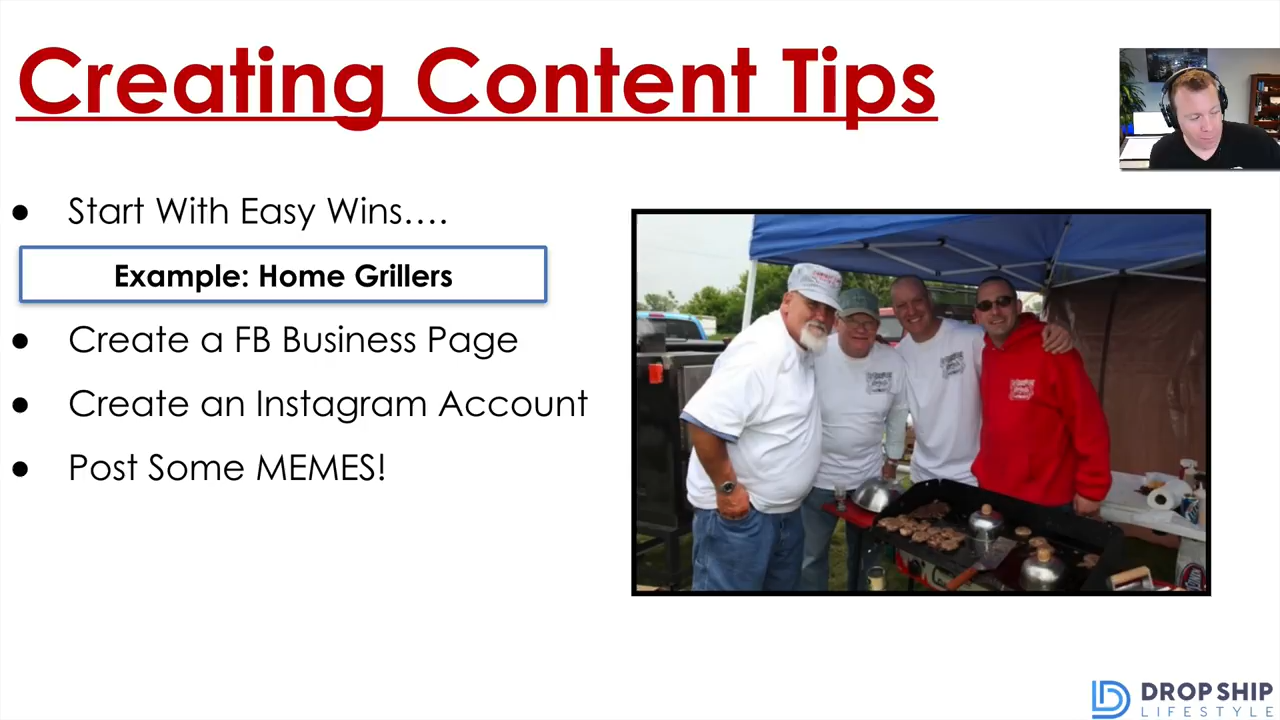 Creating Content Tips
● Start With Easy Wins....
Example: Home Grillers
● Create a FB Business Page
● Create an Instagram Account
● Post Some MEMES!
DROP SHIP
LIFESTYLE